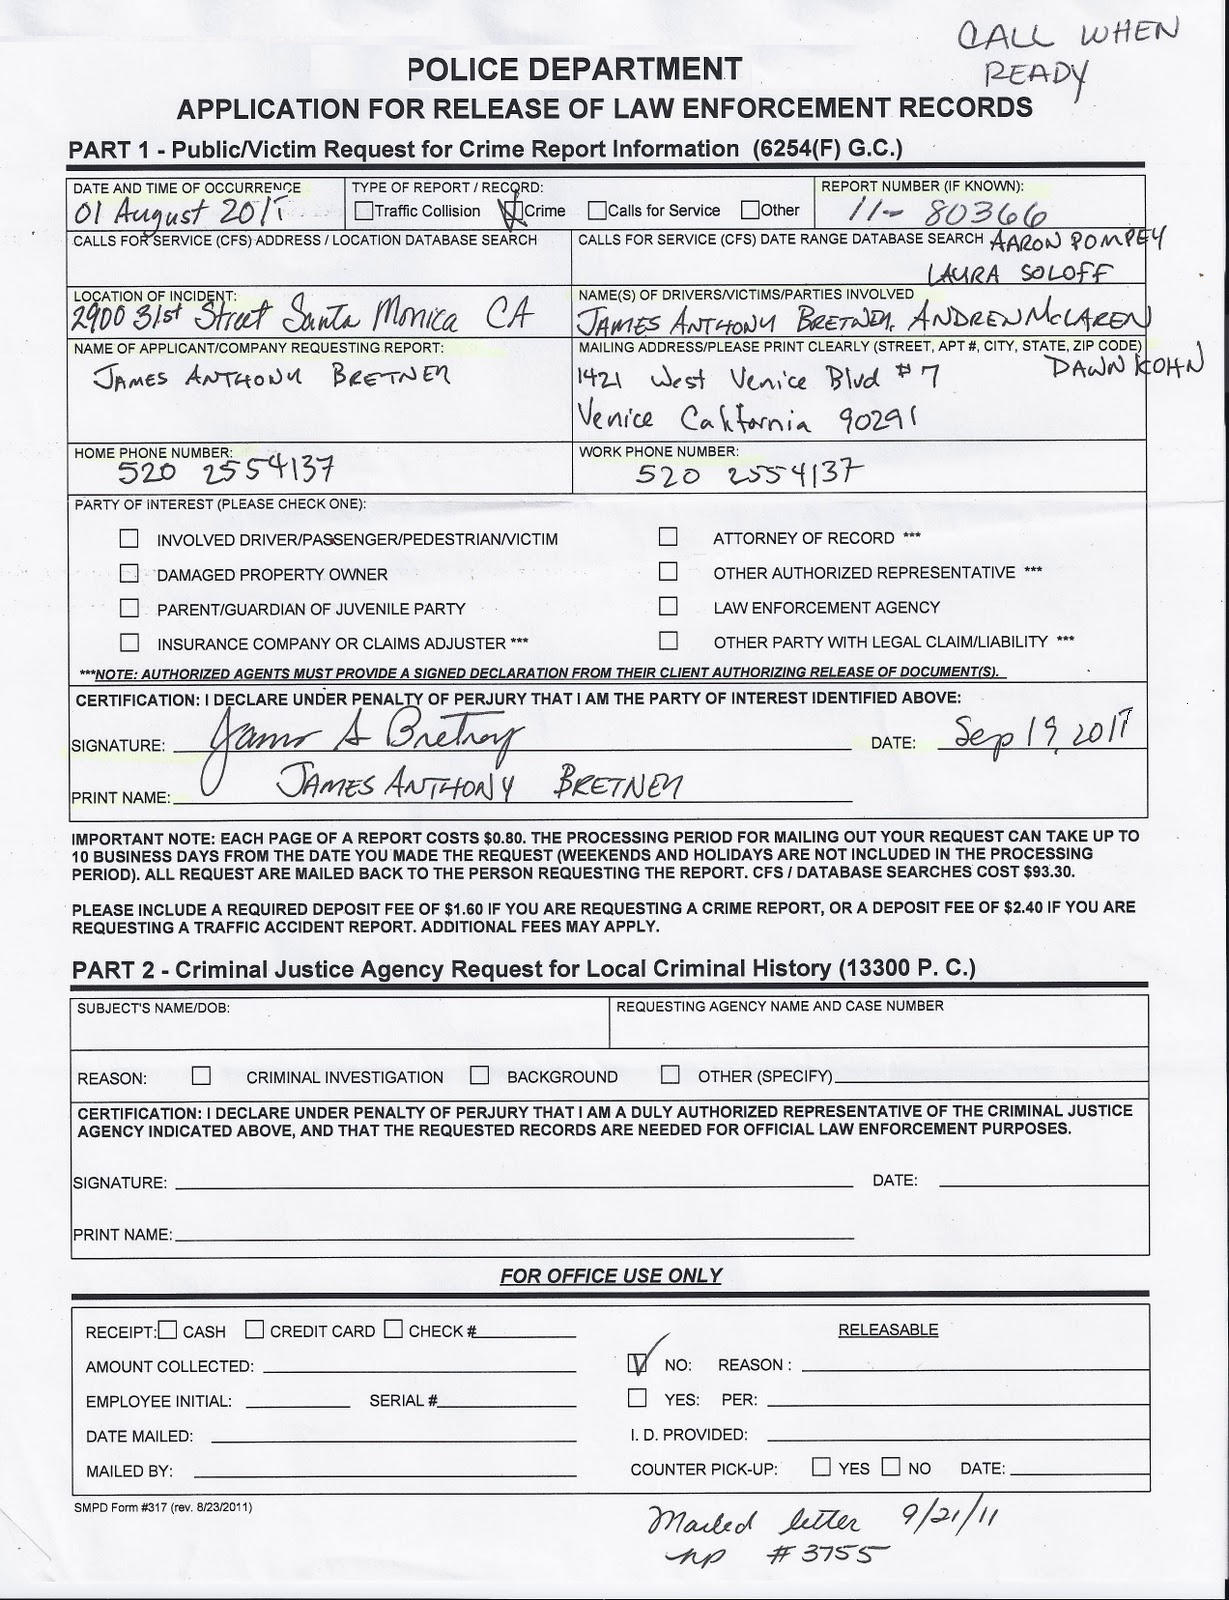 CALL WHEN
READY
POLICE DEPARTMENT
APPLICATION FOR RELEASE OF LAW ENFORCEMENT RECORDS
PART 1 - Public/Victim Request for Crime Report Information (6254(F) G.C.)
DATE AND TIME OF OCCURRENCE
01 August 2011
TYPE OF REPORT / RECORD:
Traffic Collision Crime Calls for Service Other
REPORT NUMBER (IF KNOWN):
11- 80366
CALLS FOR SERVICE (CFS) ADDRESS / LOCATION DATABASE SEARCH
CALLS FOR SERVICE (CFS) DATE RANGE DATABASE SEARCH AARON POMPEY
LAURA SOLOFF
LOCATION OF INCIDENT:
2900 31st Street Santa Monica CA
NAME(S) OF DRIVERS/VICTIMS/PARTIES INVOLVED
JAMES ANTHONY BRETNEY, ANDREW McLAREN
NAME OF APPLICANT/COMPANY REQUESTING REPORT:
JAMES ANTHONY BRETNEY
MAILING ADDRESS/PLEASE PRINT CLEARLY (STREET, APT #, CITY, STATE, ZIP CODE)
DAWN KOHN
1421 West Venice Blvd #7
Venice California 90291
HOME PHONE NUMBER:
520 2554137
WORK PHONE NUMBER:
520 2554137
PARTY OF INTEREST (PLEASE CHECK ONE):
INVOLVED DRIVER/PASSENGER/PEDESTRIAN/VICTIM
ATTORNEY OF RECORD ***
DAMAGED PROPERTY OWNER
OTHER AUTHORIZED REPRESENTATIVE ***
PARENT/GUARDIAN OF JUVENILE PARTY
LAW ENFORCEMENT AGENCY
INSURANCE COMPANY OR CLAIMS ADJUSTER ***
OTHER PARTY WITH LEGAL CLAIM/LIABILITY ***
***NOTE: AUTHORIZED AGENTS MUST PROVIDE A SIGNED DECLARATION FROM THEIR CLIENT AUTHORIZING RELEASE OF DOCUMENT(S).
CERTIFICATION: I DECLARE UNDER PENALTY OF PERJURY THAT I AM THE PARTY OF INTEREST IDENTIFIED ABOVE:
SIGNATURE: James A Bretney DATE: Sep 19, 2011
PRINT NAME: JAMES ANTHONY BRETNEY
IMPORTANT NOTE: EACH PAGE OF A REPORT COSTS $0.80. THE PROCESSING PERIOD FOR MAILING OUT YOUR REQUEST CAN TAKE UP TO
10 BUSINESS DAYS FROM THE DATE YOU MADE THE REQUEST (WEEKENDS AND HOLIDAYS ARE NOT INCLUDED IN THE PROCESSING
PERIOD). ALL REQUEST ARE MAILED BACK TO THE PERSON REQUESTING THE REPORT. CFS / DATABASE SEARCHES COST $93.30.
PLEASE INCLUDE A REQUIRED DEPOSIT FEE OF $1.60 IF YOU ARE REQUESTING A CRIME REPORT, OR A DEPOSIT FEE OF $2.40 IF YOU ARE
REQUESTING A TRAFFIC ACCIDENT REPORT. ADDITIONAL FEES MAY APPLY.
PART 2 - Criminal Justice Agency Request for Local Criminal History (13300 P. C.)
SUBJECT'S NAME/DOB:
REQUESTING AGENCY NAME AND CASE NUMBER
REASON: CRIMINAL INVESTIGATION BACKGROUND OTHER (SPECIFY)
CERTIFICATION: I DECLARE UNDER PENALTY OF PERJURY THAT I AM A DULY AUTHORIZED REPRESENTATIVE OF THE CRIMINAL JUSTICE
AGENCY INDICATED ABOVE, AND THAT THE REQUESTED RECORDS ARE NEEDED FOR OFFICIAL LAW ENFORCEMENT PURPOSES.
SIGNATURE: DATE:
PRINT NAME:
FOR OFFICE USE ONLY
RECEIPT: CASH CREDIT CARD CHECK #
RELEASABLE
AMOUNT COLLECTED:
NO: REASON :
EMPLOYEE INITIAL: SERIAL #
YES: PER:
DATE MAILED:
I. D. PROVIDED:
MAILED BY:
COUNTER PICK-UP: YES NO DATE:
SMPD Form #317 (rev. 8/23/2011)
Mailed letter 9/21/11
np #3755